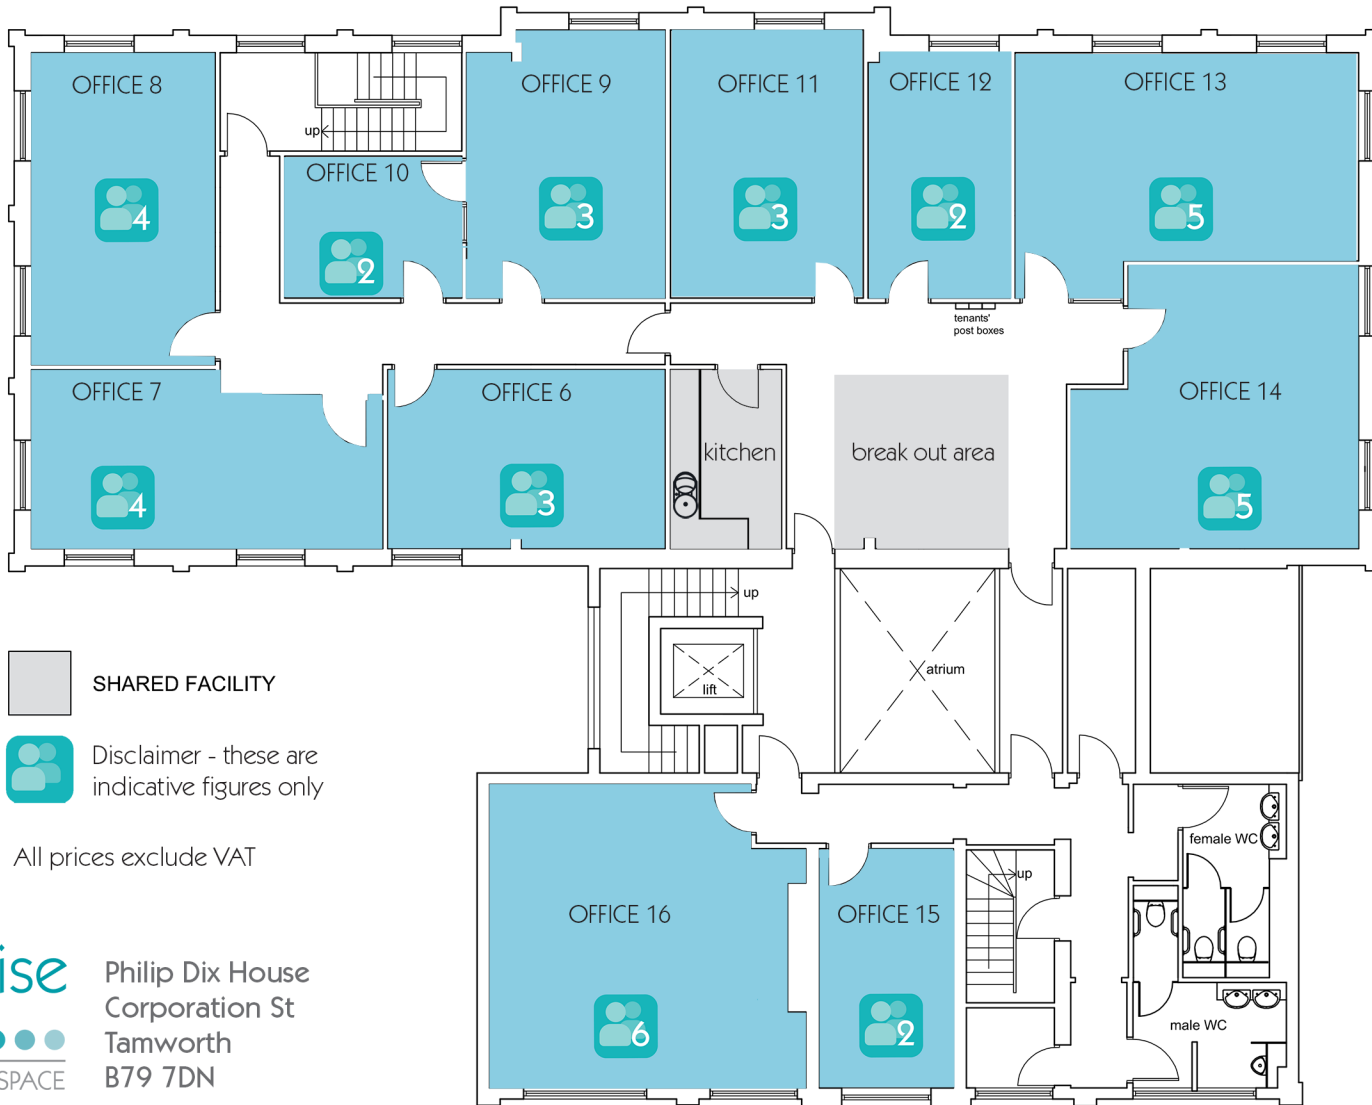 OFFICE 8
4
up
OFFICE 10
2
OFFICE 9
3
OFFICE 11
3
OFFICE 12
2
OFFICE 13
5
tenants'
post boxes
OFFICE 7
4
OFFICE 6
3
kitchen
break out area
OFFICE 14
5
up
lift
atrium
SHARED FACILITY
Disclaimer - these are
indicative figures only
All prices exclude VAT
OFFICE 16
6
OFFICE 15
2
up
female WC
male WC
ise
SPACE
Philip Dix House
Corporation St
Tamworth
B79 7DN